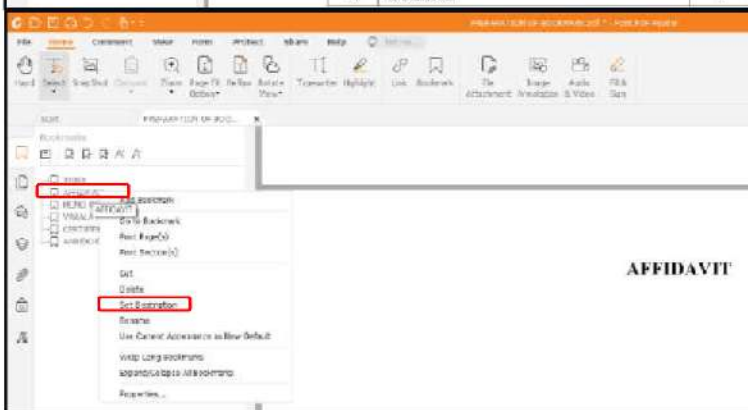 PREPARATION OF BOOKMARK.pdf * - Foxit PDF Reader
File Home Comment View Form Protect Share Help
Hand Select SnapShot Zoom Page Fit Option Reflow Rotate View Typewriter Highlight Link Bookmark File Attachment Image Annotation Audio & Video Fill & Sign
Start PREPARATION OF BOO...
Bookmarks
INDEX
AFFIDAVIT
Add Bookmark
AFFIDAVIT
Go to Bookmark
Print Page(s)
Print Section(s)
Cut
Delete
Set Destination
Rename
Use Current Appearance as New Default
Wrap Long Bookmarks
Expand/Collapse All Bookmarks
Properties...
AFFIDAVIT